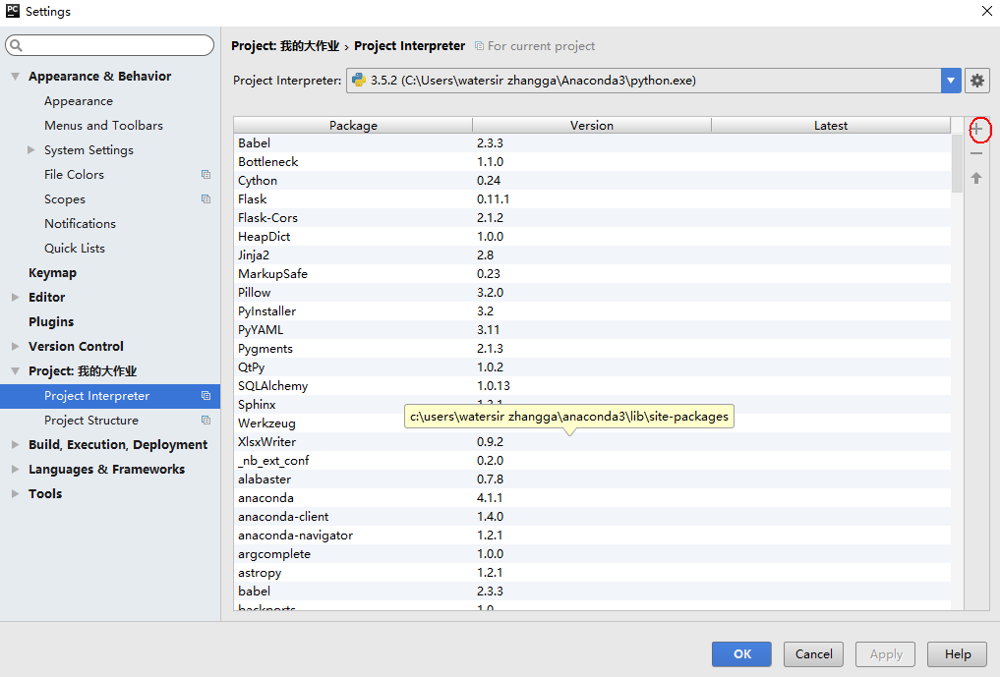 PC Settings
Project: 我的大作业 › Project Interpreter For current project
Project Interpreter: 3.5.2 (C:\Users\watersir zhangga\Anaconda3\python.exe)
Appearance & Behavior
Appearance
Menus and Toolbars
System Settings
File Colors
Scopes
Notifications
Quick Lists
Keymap
Editor
Plugins
Version Control
Project: 我的大作业
Project Interpreter
Project Structure
Build, Execution, Deployment
Languages & Frameworks
Tools
Package Version Latest
Babel 2.3.3
Bottleneck 1.1.0
Cython 0.24
Flask 0.11.1
Flask-Cors 2.1.2
HeapDict 1.0.0
Jinja2 2.8
MarkupSafe 0.23
Pillow 3.2.0
PyInstaller 3.2
PyYAML 3.11
Pygments 2.1.3
QtPy 1.0.2
SQLAlchemy 1.0.13
Sphinx
c:\users\watersir zhangga\anaconda3\lib\site-packages
Werkzeug
XlsxWriter 0.9.2
_nb_ext_conf 0.2.0
alabaster 0.7.8
anaconda 4.1.1
anaconda-client 1.4.0
anaconda-navigator 1.2.1
argcomplete 1.0.0
astropy 1.2.1
babel 2.3.3
backports 1.0
OK Cancel Apply Help